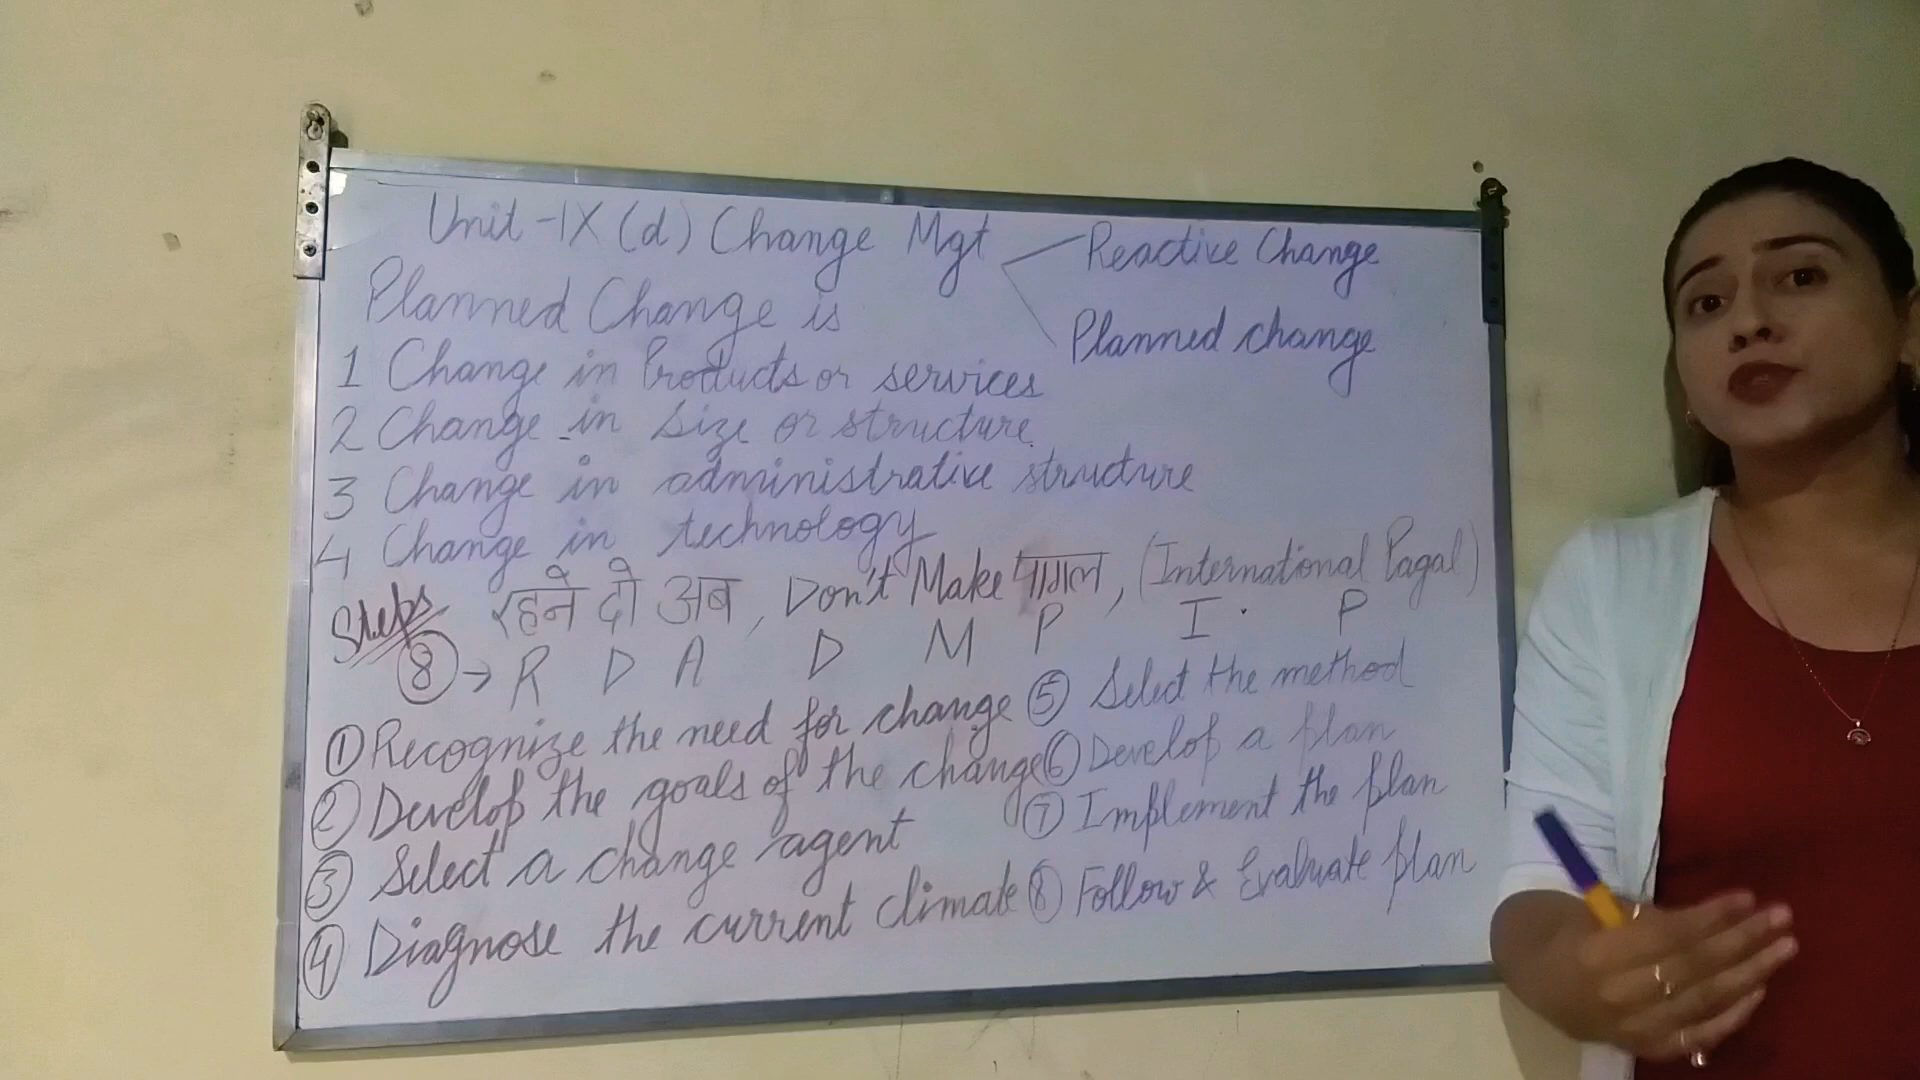 Unit-IX (d) Change Mgt
Reactive Change
Planned change
Planned Change is
1 Change in Products or services
2 Change in size or structure
3 Change in administrative structure
4 Change in technology
Steps रहने दो अब, Don't Make पागल, (International Pagal)
8 → R D A D M P I P
① Recognize the need for change
② Develop the goals of the change
③ Select a change agent
④ Diagnose the current climate
⑤ Select the method
⑥ Develop a plan
⑦ Implement the plan
⑧ Follow & Evaluate plan